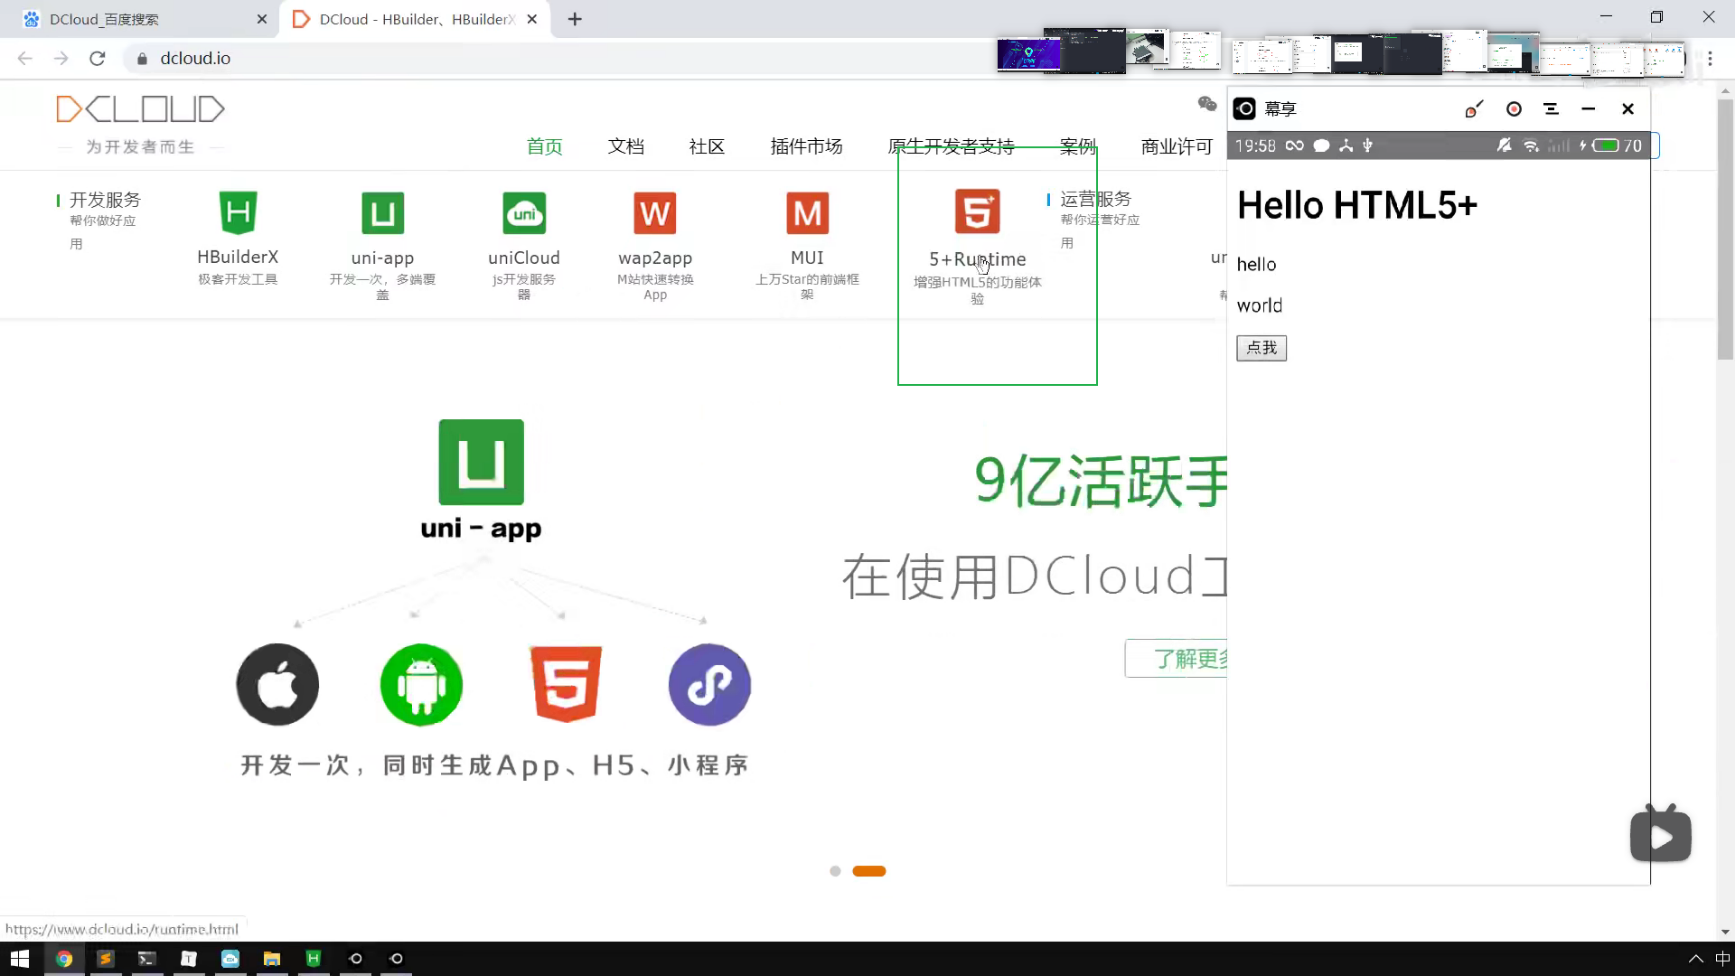 DCloud_百度搜索
DCloud - HBuilder、HBuilderX
dcloud.io
DCLOUD
为开发者而生
首页
文档
社区
插件市场
原生开发者支持
案例
商业许可
开发服务
帮你做好应
用
HBuilderX
极客开发工具
uni-app
开发一次，多端覆
盖
uni
uniCloud
js开发服务
器
wap2app
M站快速转换
App
MUI
上万Star的前端框
架
5+Runtime
增强HTML5的功能体
验
运营服务
帮你运营好应
用
幕享
19:58
70
Hello HTML5+
hello
world
点我
uni - app
9亿活跃手
在使用DCloud
了解更多
开发一次，同时生成App、H5、小程序
https://www.dcloud.io/runtime.html
中